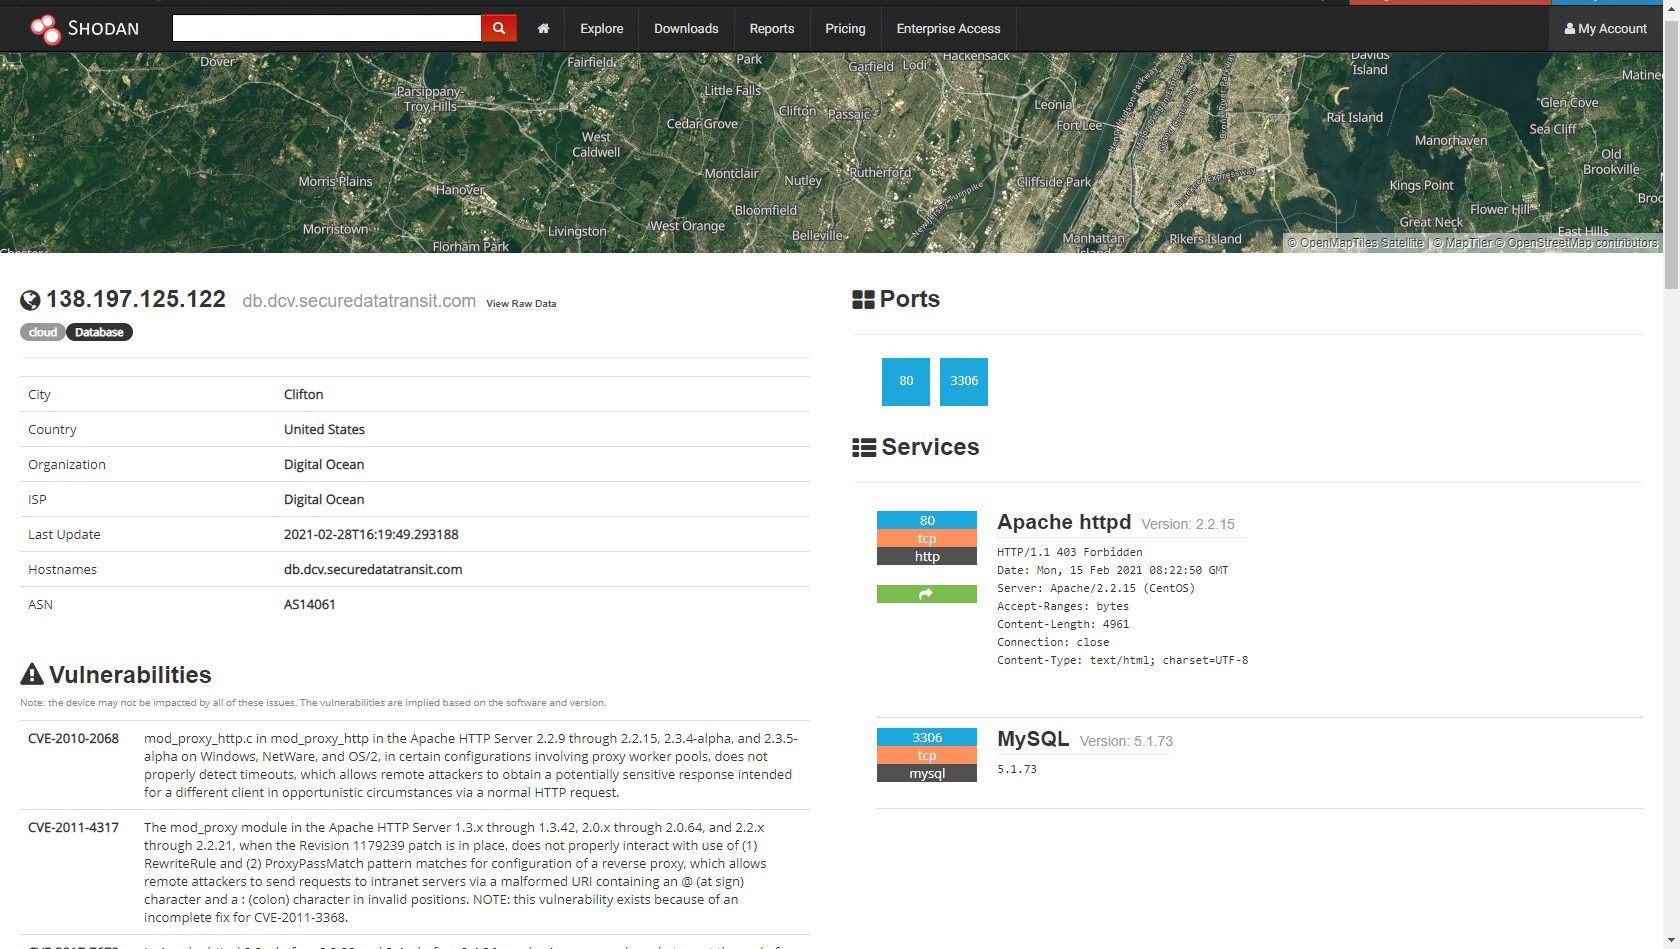 SHODAN
Explore
Downloads
Reports
Pricing
Enterprise Access
My Account
Dover
Fairfield
Park
Garfield
Lodi
Hackensack
Davids
Island
Matine
Parsippany-
Troy Hills
Little Falls
Cedar Grove
Clifton
Passaic
Leonia
Fort Lee
Henry Hudson Parkway
Rat Island
Glen Cove
Sea Cliff
West
Caldwell
Manorhaven
Old
Brookville
Morris Plains
Hanover
Montclair
Nutley
Rutherford
New Jersey Turnpike
Cliffside Park
Bruckner Expressway
Kings Point
Broo
Morristown
Florham Park
Livingston
West Orange
Bloomfield
Belleville
Manhattan
Island
Rikers Island
Great Neck
Flower Hill
East Hills
© OpenMapTiles Satellite | © MapTiler © OpenStreetMap contributors
138.197.125.122 db.dcv.securedatatransit.com View Raw Data
cloud Database
City Clifton
Country United States
Organization Digital Ocean
ISP Digital Ocean
Last Update 2021-02-28T16:19:49.293188
Hostnames db.dcv.securedatatransit.com
ASN AS14061
Vulnerabilities
Note: the device may not be impacted by all of these issues. The vulnerabilities are implied based on the software and version.
CVE-2010-2068 mod_proxy_http.c in mod_proxy_http in the Apache HTTP Server 2.2.9 through 2.2.15, 2.3.4-alpha, and 2.3.5-
alpha on Windows, NetWare, and OS/2, in certain configurations involving proxy worker pools, does not
properly detect timeouts, which allows remote attackers to obtain a potentially sensitive response intended
for a different client in opportunistic circumstances via a normal HTTP request.
CVE-2011-4317 The mod_proxy module in the Apache HTTP Server 1.3.x through 1.3.42, 2.0.x through 2.0.64, and 2.2.x
through 2.2.21, when the Revision 1179239 patch is in place, does not properly interact with use of (1)
RewriteRule and (2) ProxyPassMatch pattern matches for configuration of a reverse proxy, which allows
remote attackers to send requests to intranet servers via a malformed URI containing an @ (at sign)
character and a : (colon) character in invalid positions. NOTE: this vulnerability exists because of an
incomplete fix for CVE-2011-3368.
Ports
80 3306
Services
80
tcp
http
Apache httpd Version: 2.2.15
HTTP/1.1 403 Forbidden
Date: Mon, 15 Feb 2021 08:22:50 GMT
Server: Apache/2.2.15 (CentOS)
Accept-Ranges: bytes
Content-Length: 4961
Connection: close
Content-Type: text/html; charset=UTF-8
3306
tcp
mysql
MySQL Version: 5.1.73
5.1.73